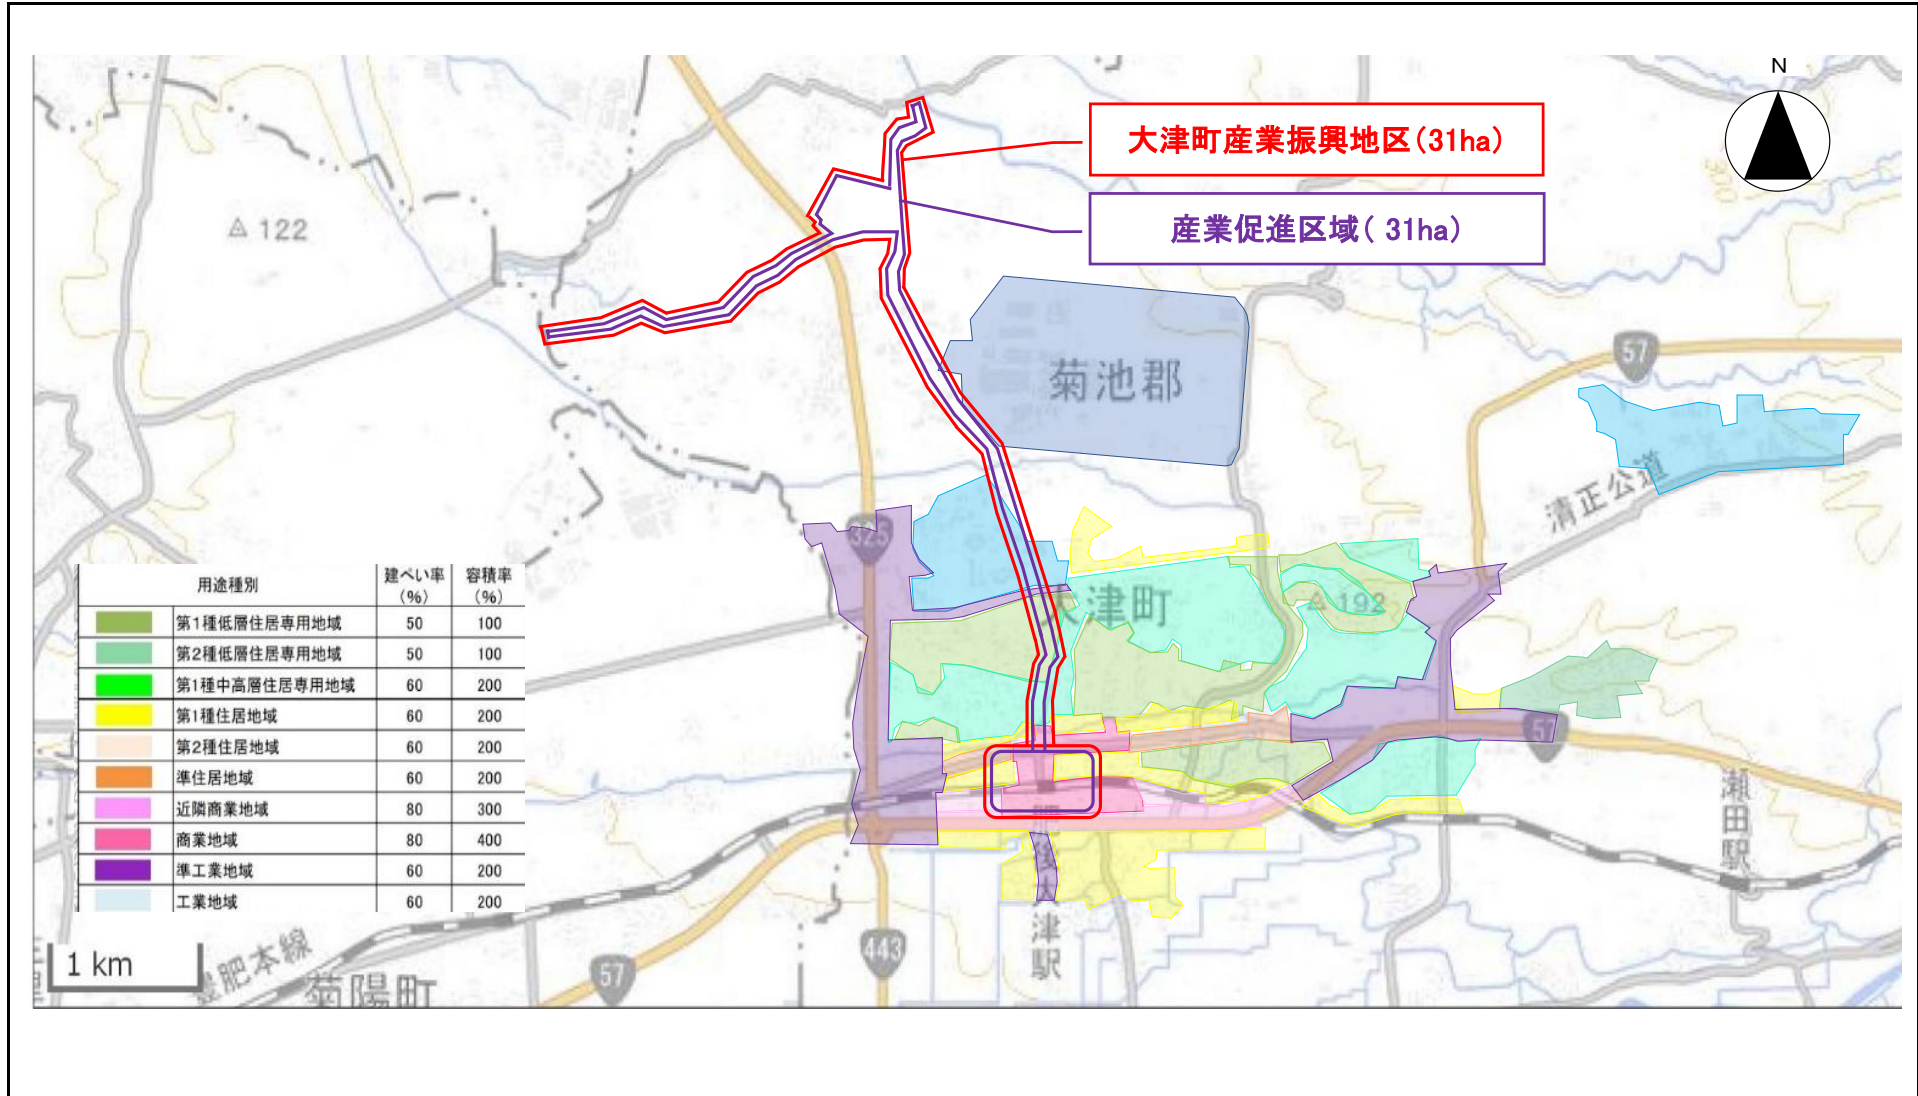 N
大津町産業振興地区(31ha)
産業促進区域( 31ha)
122
菊池郡
57
清正公道
325
大津町
192
57
瀬田駅
肥後大津駅
443
57
豊肥本線
菊陽町
1 km
用途種別 建ぺい率(%) 容積率(%)
第1種低層住居専用地域 50 100
第2種低層住居専用地域 50 100
第1種中高層住居専用地域 60 200
第1種住居地域 60 200
第2種住居地域 60 200
準住居地域 60 200
近隣商業地域 80 300
商業地域 80 400
準工業地域 60 200
工業地域 60 200